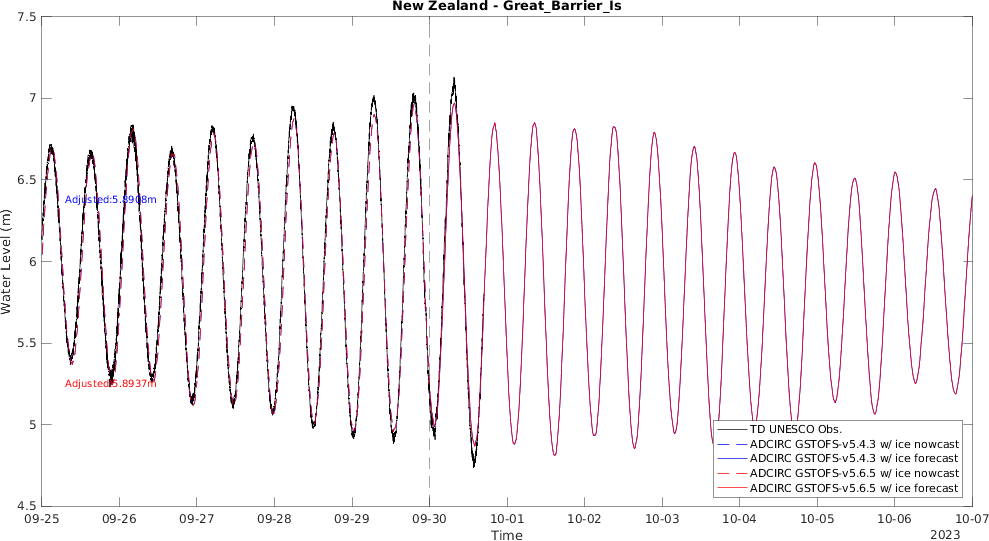 New Zealand - Great_Barrier_Is
7.5
7
6.5
6
5.5
5
4.5
Water Level (m)
Adjusted:5.8908m
Adjusted:5.8937m
TD UNESCO Obs.
ADCIRC GSTOFS-v5.4.3 w/ ice nowcast
ADCIRC GSTOFS-v5.4.3 w/ ice forecast
ADCIRC GSTOFS-v5.6.5 w/ ice nowcast
ADCIRC GSTOFS-v5.6.5 w/ ice forecast
09-25 09-26 09-27 09-28 09-29 09-30 10-01 10-02 10-03 10-04 10-05 10-06 10-07
Time
2023